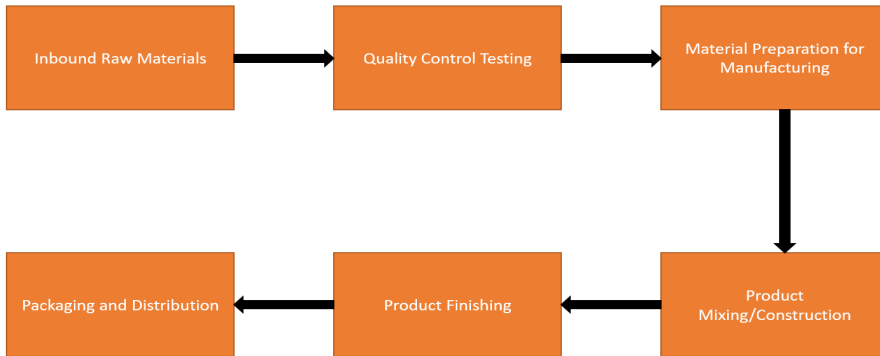 Inbound Raw Materials
Quality Control Testing
Material Preparation for
Manufacturing
Packaging and Distribution
Product Finishing
Product
Mixing/Construction